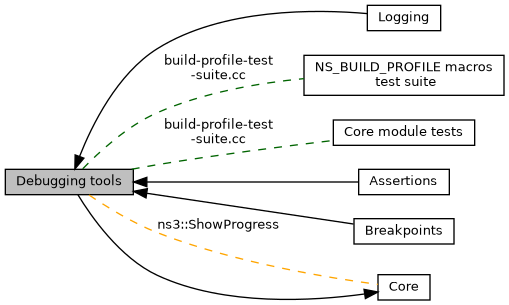 Logging
build-profile-test
-suite.cc
NS_BUILD_PROFILE macros
test suite
build-profile-test
-suite.cc
Core module tests
Debugging tools
Assertions
Breakpoints
ns3::ShowProgress
Core